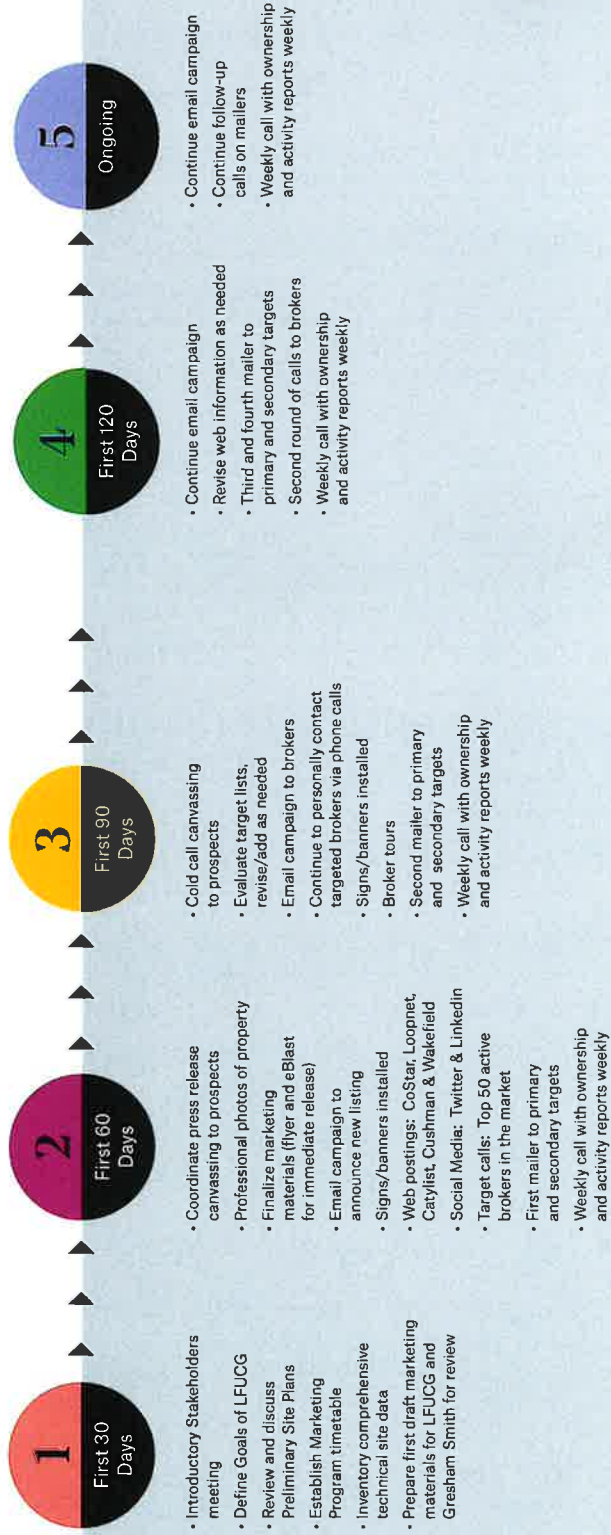 1
First 30
Days
• Introductory Stakeholders
meeting
• Define Goals of LFUCG
• Review and discuss
Preliminary Site Plans
• Establish Marketing
Program timetable
• Inventory comprehensive
technical site data
• Prepare first draft marketing
materials for LFUCG and
Gresham Smith for review
2
First 60
Days
• Coordinate press release
canvassing to prospects
• Professional photos of property
• Finalize marketing
materials (flyer and eBlast
for immediate release)
• Email campaign to
announce new listing
• Signs/banners installed
• Web postings: CoStar, Loopnet,
Catylist, Cushman & Wakefield
• Social Media: Twitter & Linkedin
• Target calls: Top 50 active
brokers in the market
• First mailer to primary
and secondary targets
• Weekly call with ownership
and activity reports weekly
3
First 90
Days
• Cold call canvassing
to prospects
• Evaluate target lists,
revise/add as needed
• Email campaign to brokers
• Continue to personally contact
targeted brokers via phone calls
• Signs/banners installed
• Broker tours
• Second mailer to primary
and secondary targets
• Weekly call with ownership
and activity reports weekly
4
First 120
Days
• Continue email campaign
• Revise web information as needed
• Third and fourth mailer to
primary and secondary targets
• Second round of calls to brokers
• Weekly call with ownership
and activity reports weekly
5
Ongoing
• Continue email campaign
• Continue follow-up
calls on mailers
• Weekly call with ownership
and activity reports weekly